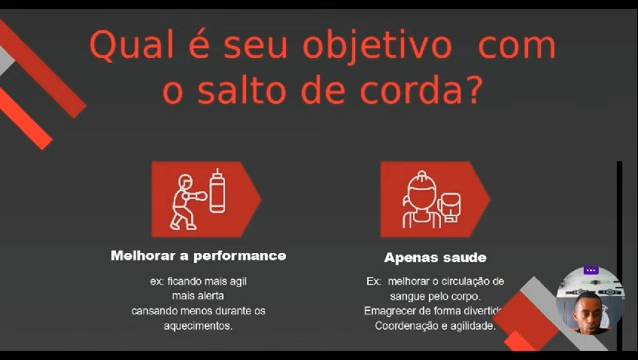 Qual é seu objetivo com
o salto de corda?
Melhorar a performance
ex: ficando mais agil
mais alerta
cansando menos durante os
aquecimentos.
Apenas saude
Ex: melhorar o circulação de
sangue pelo corpo.
Emagrecer de forma
Coordenação e agilidade.